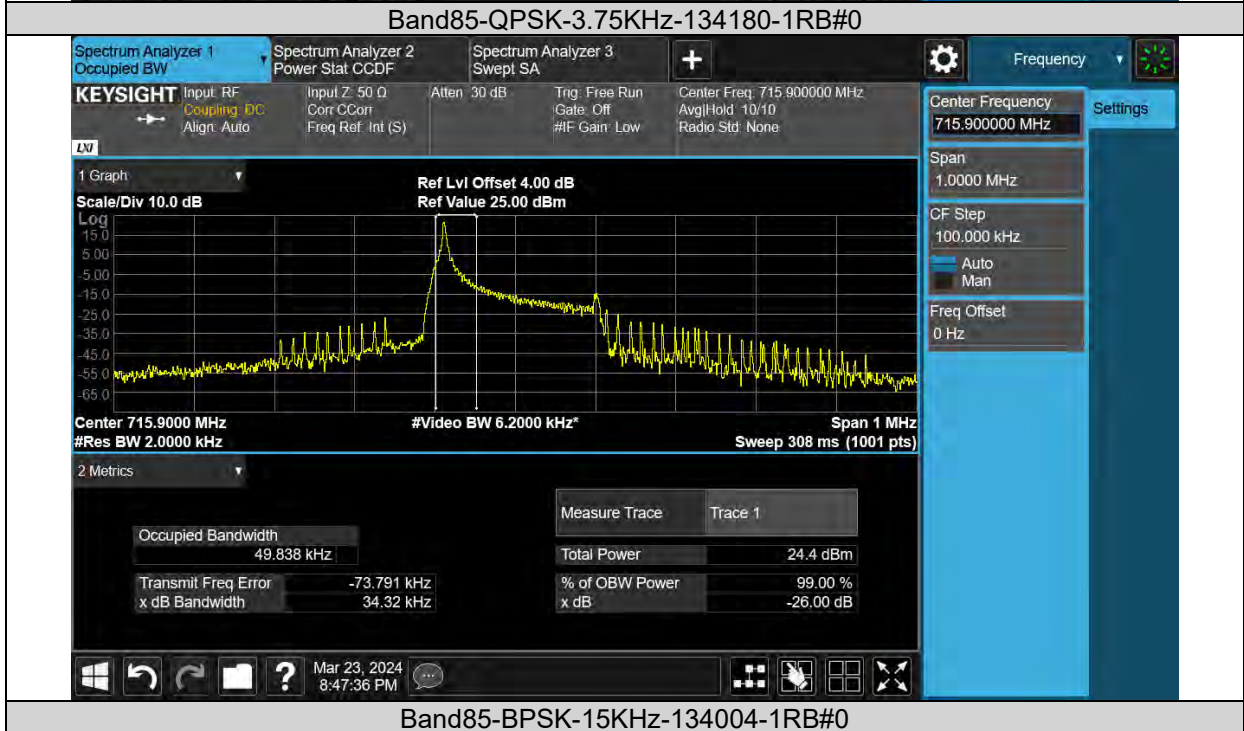 Band85-QPSK-3.75KHz-134180-1RB#0
Spectrum Analyzer 1
Occupied BW
Spectrum Analyzer 2
Power Stat CCDF
Spectrum Analyzer 3
Swept SA
+
Frequency
KEYSIGHT
Input: RF
Coupling: DC
Align: Auto
Input Z: 50 Ω
Corr CCorr
Freq Ref: Int (S)
Atten: 30 dB
Trig: Free Run
Gate: Off
#IF Gain: Low
Center Freq: 715.900000 MHz
Avg|Hold: 10/10
Radio Std: None
LXI
Center Frequency
715.900000 MHz
Settings
Span
1.0000 MHz
CF Step
100.000 kHz
Auto
Man
Freq Offset
0 Hz
1 Graph
Scale/Div 10.0 dB
Ref Lvl Offset 4.00 dB
Ref Value 25.00 dBm
Log
15.0
5.00
-5.00
-15.0
-25.0
-35.0
-45.0
-55.0
-65.0
Center 715.9000 MHz
#Video BW 6.2000 kHz*
Span 1 MHz
#Res BW 2.0000 kHz
Sweep 308 ms (1001 pts)
2 Metrics
Measure Trace Trace 1
Occupied Bandwidth
49.838 kHz
Total Power 24.4 dBm
Transmit Freq Error -73.791 kHz
% of OBW Power 99.00 %
x dB Bandwidth 34.32 kHz
x dB -26.00 dB
?
Mar 23, 2024
8:47:36 PM
Band85-BPSK-15KHz-134004-1RB#0